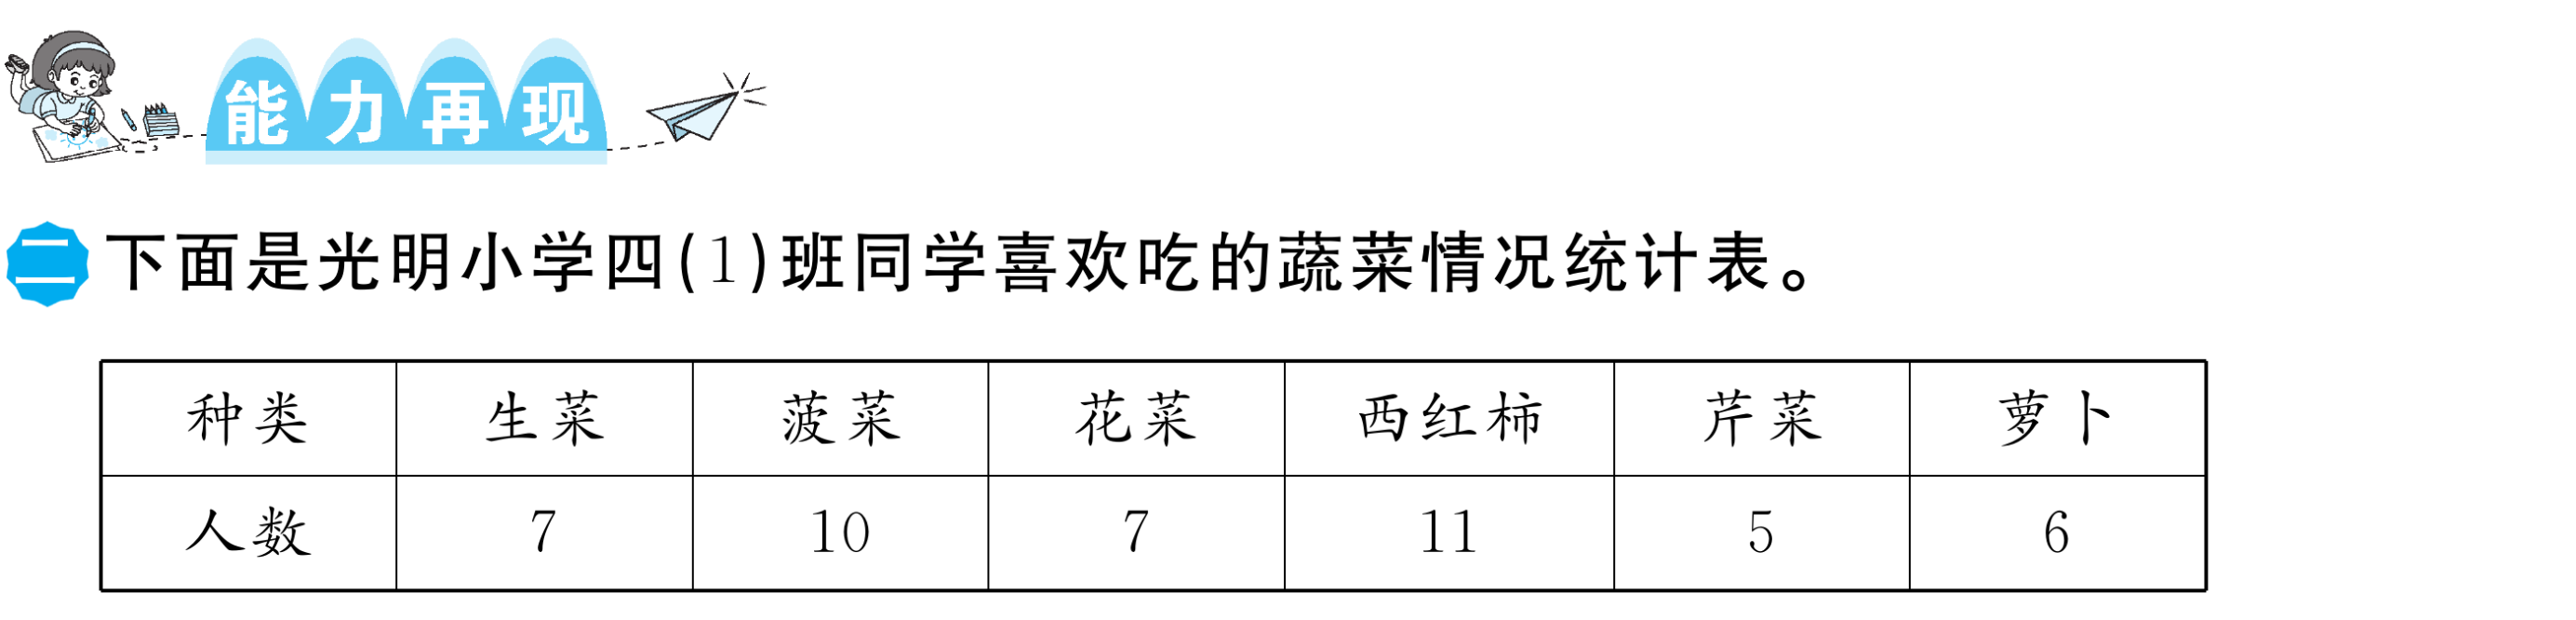 能力再现
二 下面是光明小学四(1)班同学喜欢吃的蔬菜情况统计表。
种类 生菜 菠菜 花菜 西红柿 芹菜 萝卜
人数 7 10 7 11 5 6